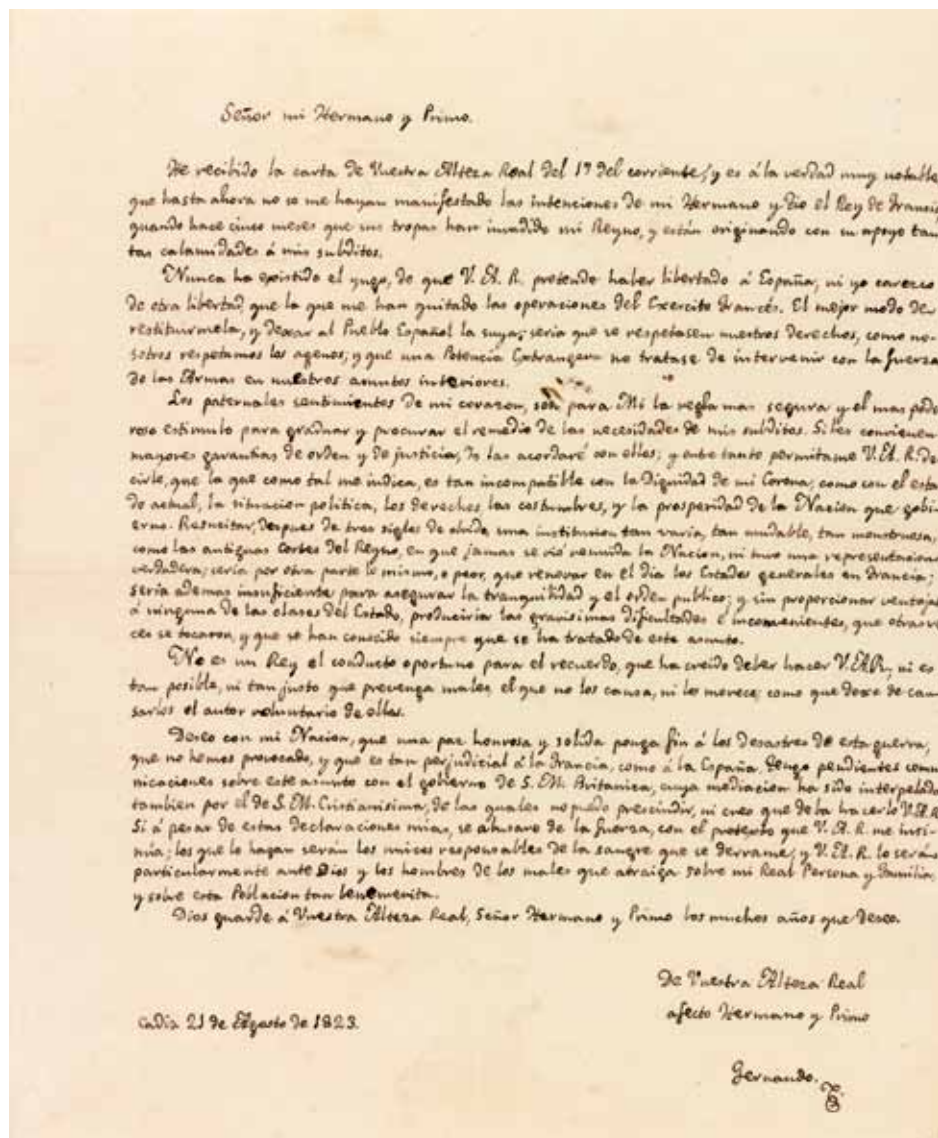 Señor mi Hermano y Primo.
He recibido la carta de Vuestra Alteza Real del 17 del corriente, y es á la verdad muy notable
que hasta ahora no se me hayan manifestado las intenciones de mi Hermano y Tio el Rey de Francia,
quando hace cinco meses que sus tropas han invadido mi Reyno, y están originando con su apoyo tan
tas calamidades á mis subditos.
Nunca ha existido el yugo, de que V. A. R. pretende haber libertado á España, ni yo carezco
de otra libertad, que la que me han quitado las operaciones del Exercito Francés. El mejor modo de
restituirmela, y dexar al Pueblo Español la suya, seria que se respetasen nuestros derechos, como no-
sotros respetamos los agenos; y que una Potencia Extrangera no tratase de intervenir con la fuerza
de las Armas en nuestros asuntos interiores.
Los paternales sentimientos de mi corazon, son para Mi la regla mas segura y el mas pode
roso estimulo para graduar y procurar el remedio de las necesidades de mis subditos. Si les convienen
mayores garantias de orden y de justicia, Yo las acordaré con ellos; y entre tanto permitame V. A. R. de
cirle, que la que como tal me indica, es tan incompatible con la Dignidad de mi Corona, como con el esta
do actual, la situacion politica, los derechos, las costumbres, y la prosperidad de la Nacion que gobi
erno. Resucitar, despues de tres siglos de olvido, una institucion tan varia, tan mudable, tan monstruosa,
como las antiguas Cortes del Reyno, en que jamas se vió reunida la Nacion, ni tuvo una representacion
verdadera; sería por otra parte lo mismo, o peor, que renovar en el dia los Estados generales en Francia;
sería ademas insuficiente para asegurar la tranquilidad y el orden publico; y sin proporcionar ventajas
á ninguna de las clases del Estado, produciria las gravisimas dificultades e inconvenientes, que otras ve
ces se tocaron, y que se han conocido siempre que se ha tratado de este asunto.
No es un Rey el conducto oportuno para el recuerdo, que ha creido deber hacer V. A. R., ni es
tan posible, ni tan justo que prevenga males, el que no los causa, ni los merece, como que dexe de cau
sarlos el autor voluntario de ellos.
Deseo con mi Nacion, que una paz honrosa y solida ponga fin á los desastres de esta guerra,
que no hemos provocado, y que es tan perjudicial á la Francia, como á la España. Tengo pendientes comu
nicaciones sobre este asunto con el gobierno de S. M. Britanica, cuya mediacion ha sido interpelada
tambien por el de S. M. Cristianisima, de las quales no puedo prescindir, ni creo que deba hacerlo V. A. R.
Si á pesar de estas declaraciones mias, se abusare de la fuerza, con el pretexto que V. A. R. me insi-
núa; los que lo hagan serán los unicos responsables de la sangre que se derrame; y V. A. R. lo será
particularmente ante Dios y los hombres de los males que atraiga sobre mi Real Persona y Familia,
y sobre esta Poblacion tan benemerita.
Dios guarde á Vuestra Alteza Real, Señor Hermano y Primo los muchos años que deseo.
De Vuestra Alteza Real
afecto Hermano y Primo
Cadiz 21 de Agosto de 1823.
Fernando.